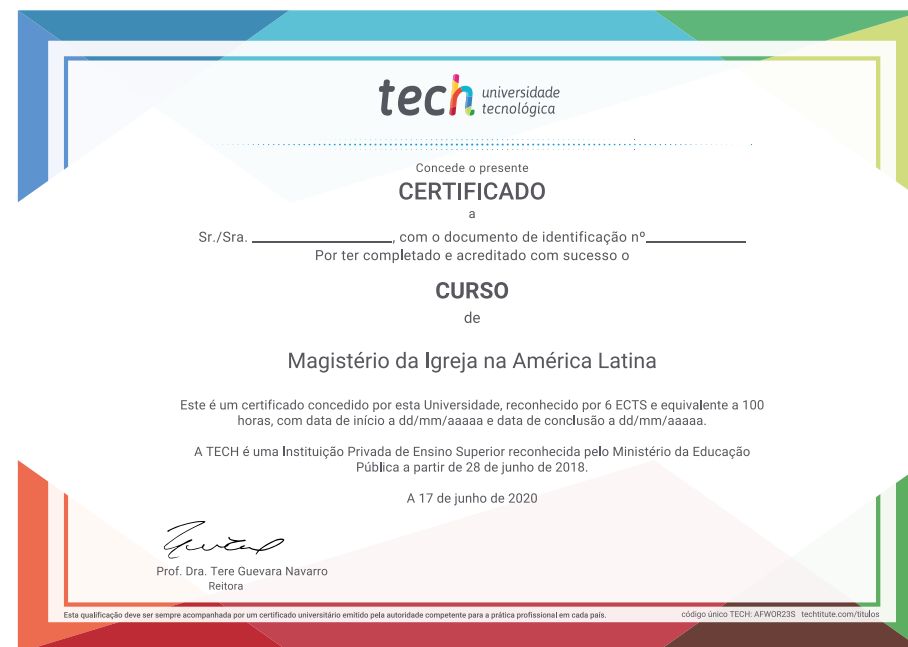 tech universidade
tecnológica
Concede o presente
CERTIFICADO
a
Sr./Sra. ____________________, com o documento de identificação nº______________
Por ter completado e acreditado com sucesso o
CURSO
de
Magistério da Igreja na América Latina
Este é um certificado concedido por esta Universidade, reconhecido por 6 ECTS e equivalente a 100
horas, com data de início a dd/mm/aaaaa e data de conclusão a dd/mm/aaaaa.
A TECH é uma Instituição Privada de Ensino Superior reconhecida pelo Ministério da Educação
Pública a partir de 28 de junho de 2018.
A 17 de junho de 2020
Prof. Dra. Tere Guevara Navarro
Reitora
Esta qualificação deve ser sempre acompanhada por um certificado universitário emitido pela autoridade competente para a prática profissional em cada país.
código único TECH: AFWOR23S techtitute.com/titulos